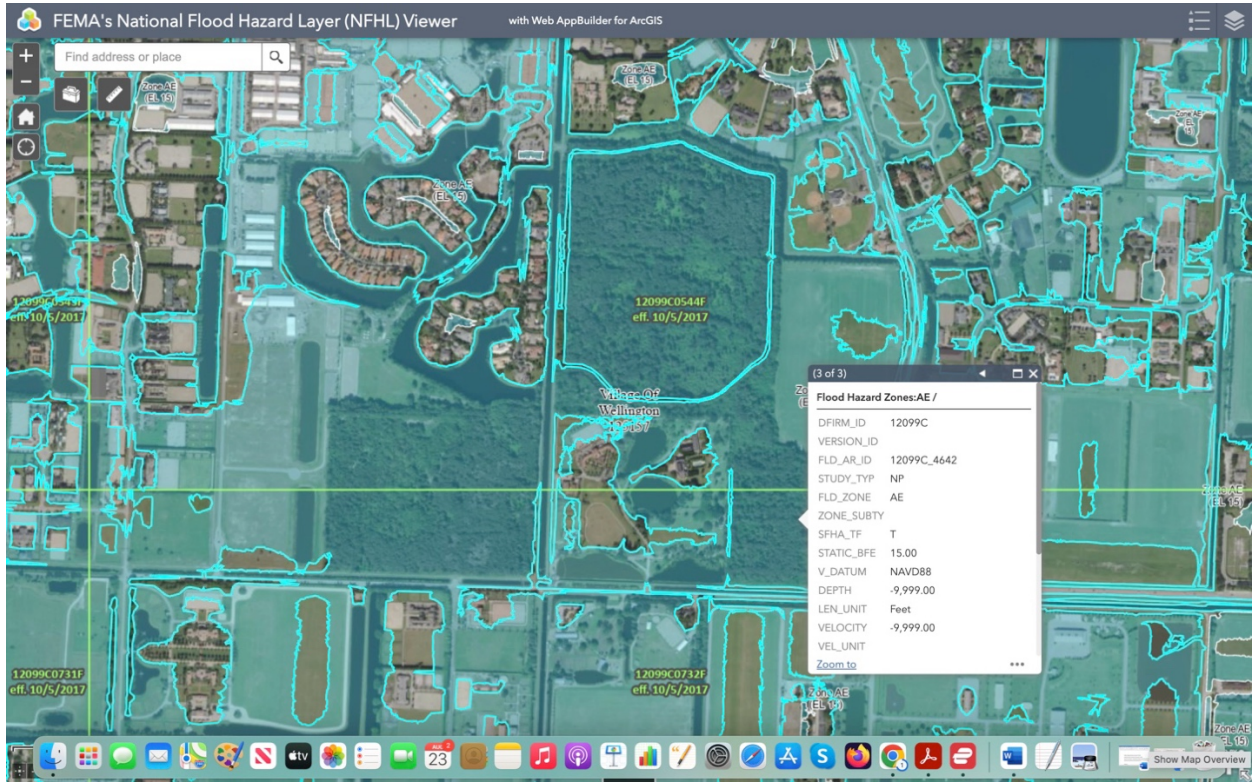 FEMA's National Flood Hazard Layer (NFHL) Viewer with Web AppBuilder for ArcGIS
Find address or place
Zone AE
(EL 15)
Zone AE
(EL 15)
Zone AE
(EL 15)
eff. 10/5/2017
12099C0544F
eff. 10/5/2017
Village Of
Wellington
(3 of 3)
Flood Hazard Zones:AE /
DFIRM_ID 12099C
VERSION_ID
FLD_AR_ID 12099C_4642
STUDY_TYP NP
FLD_ZONE AE
ZONE_SUBTY
SFHA_TF T
STATIC_BFE 15.00
V_DATUM NAVD88
DEPTH -9,999.00
LEN_UNIT Feet
VELOCITY -9,999.00
VEL_UNIT
Zoom to
12099C0731F
eff. 10/5/2017
12099C0732F
eff. 10/5/2017
Zone AE
(EL 15)
Zone AE
(EL 15)
tv
AUG 2
23
Show Map Overview